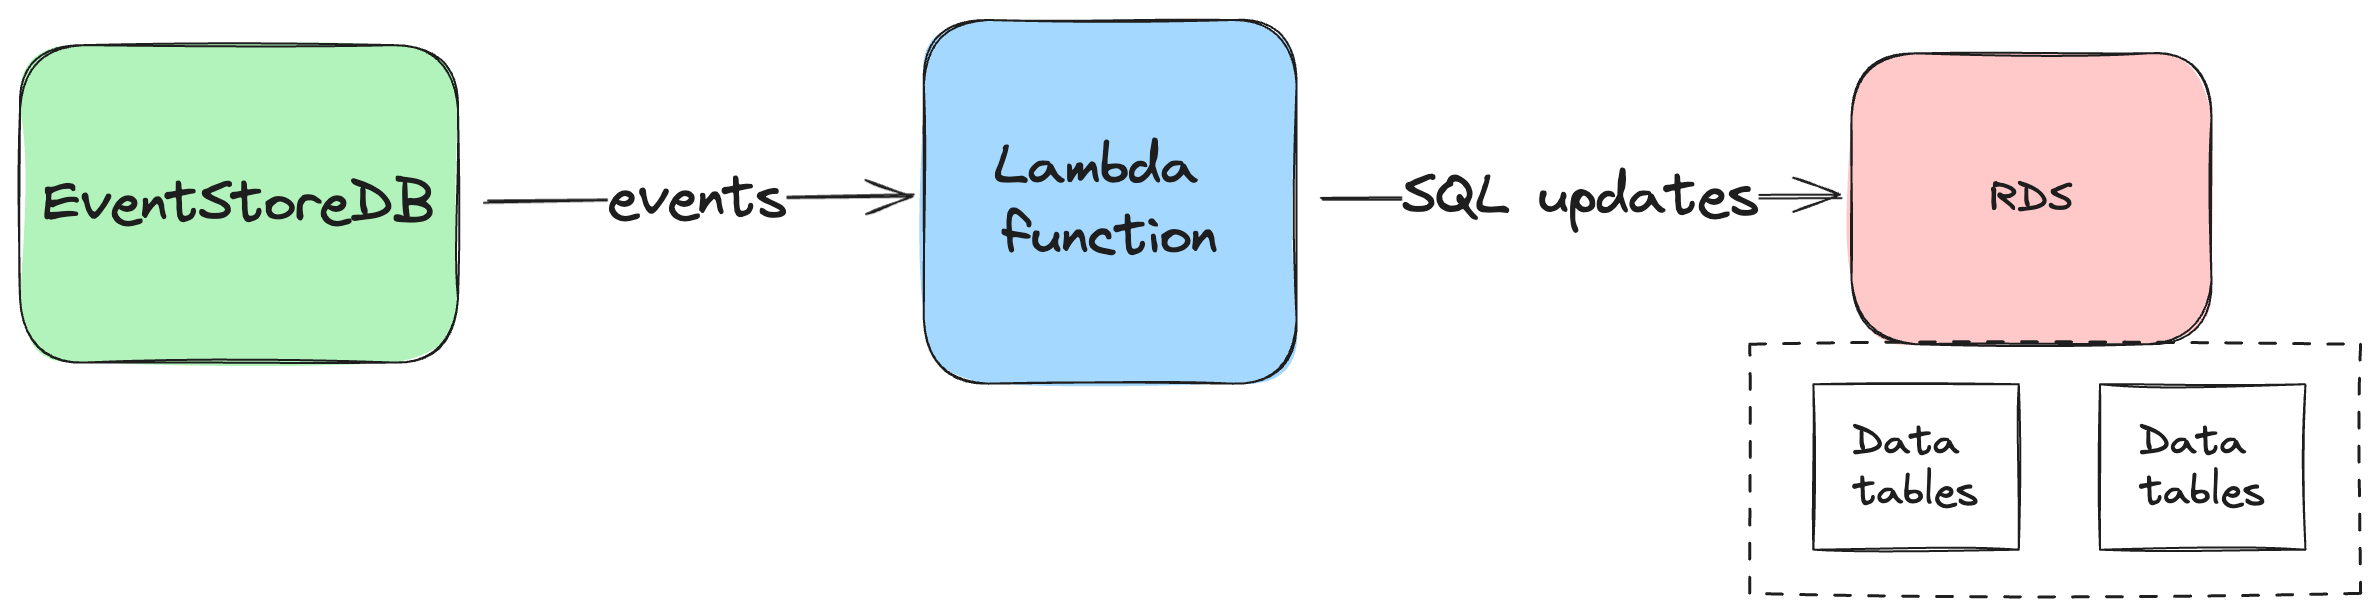 EventStoreDB
events
Lambda
function
SQL updates
RDS
Data
tables
Data
tables